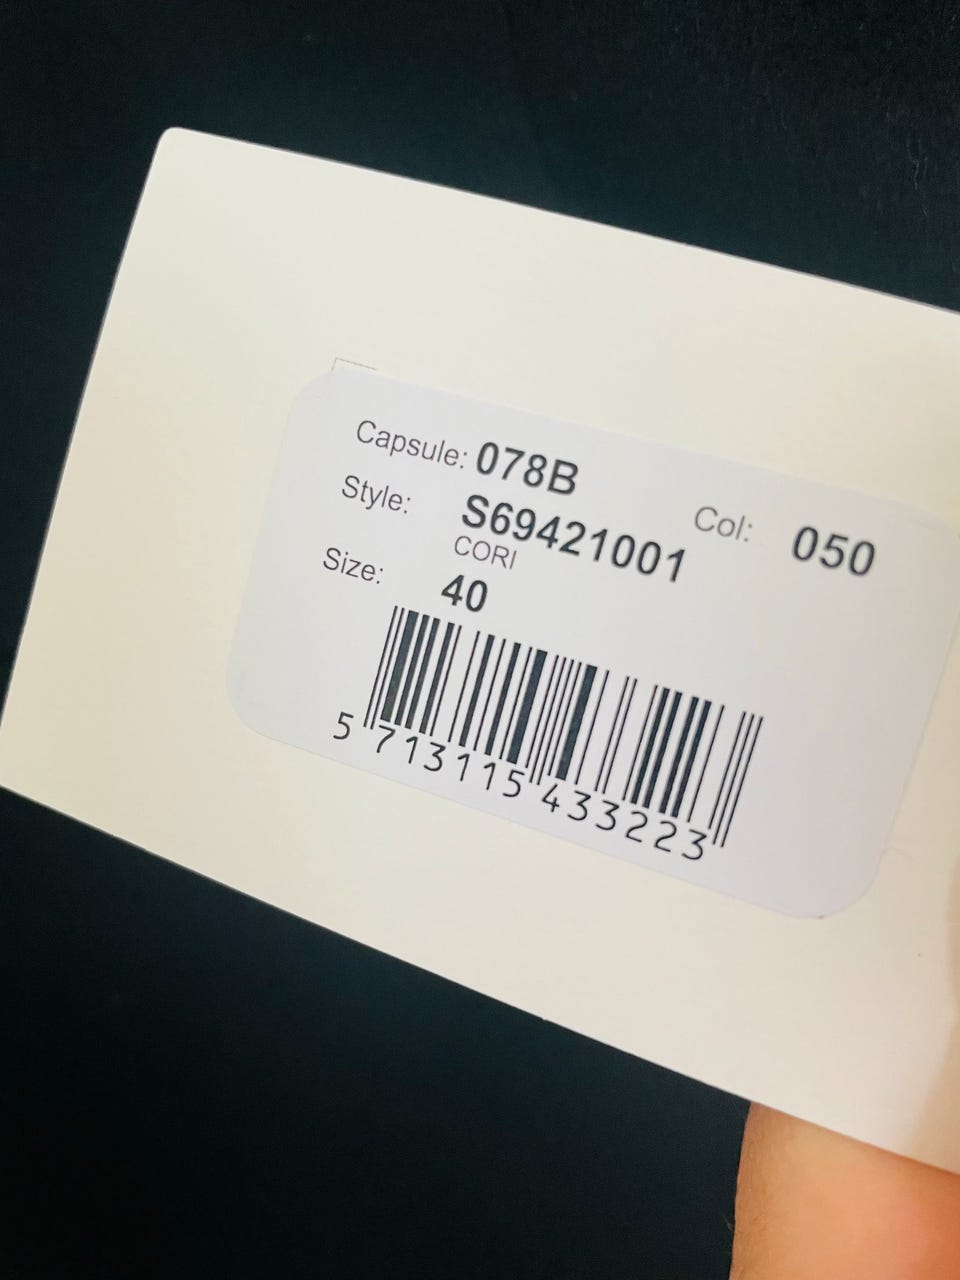 Capsule: 078B
Style: S69421001 Col: 050
CORI
Size: 40
5 713115 433223